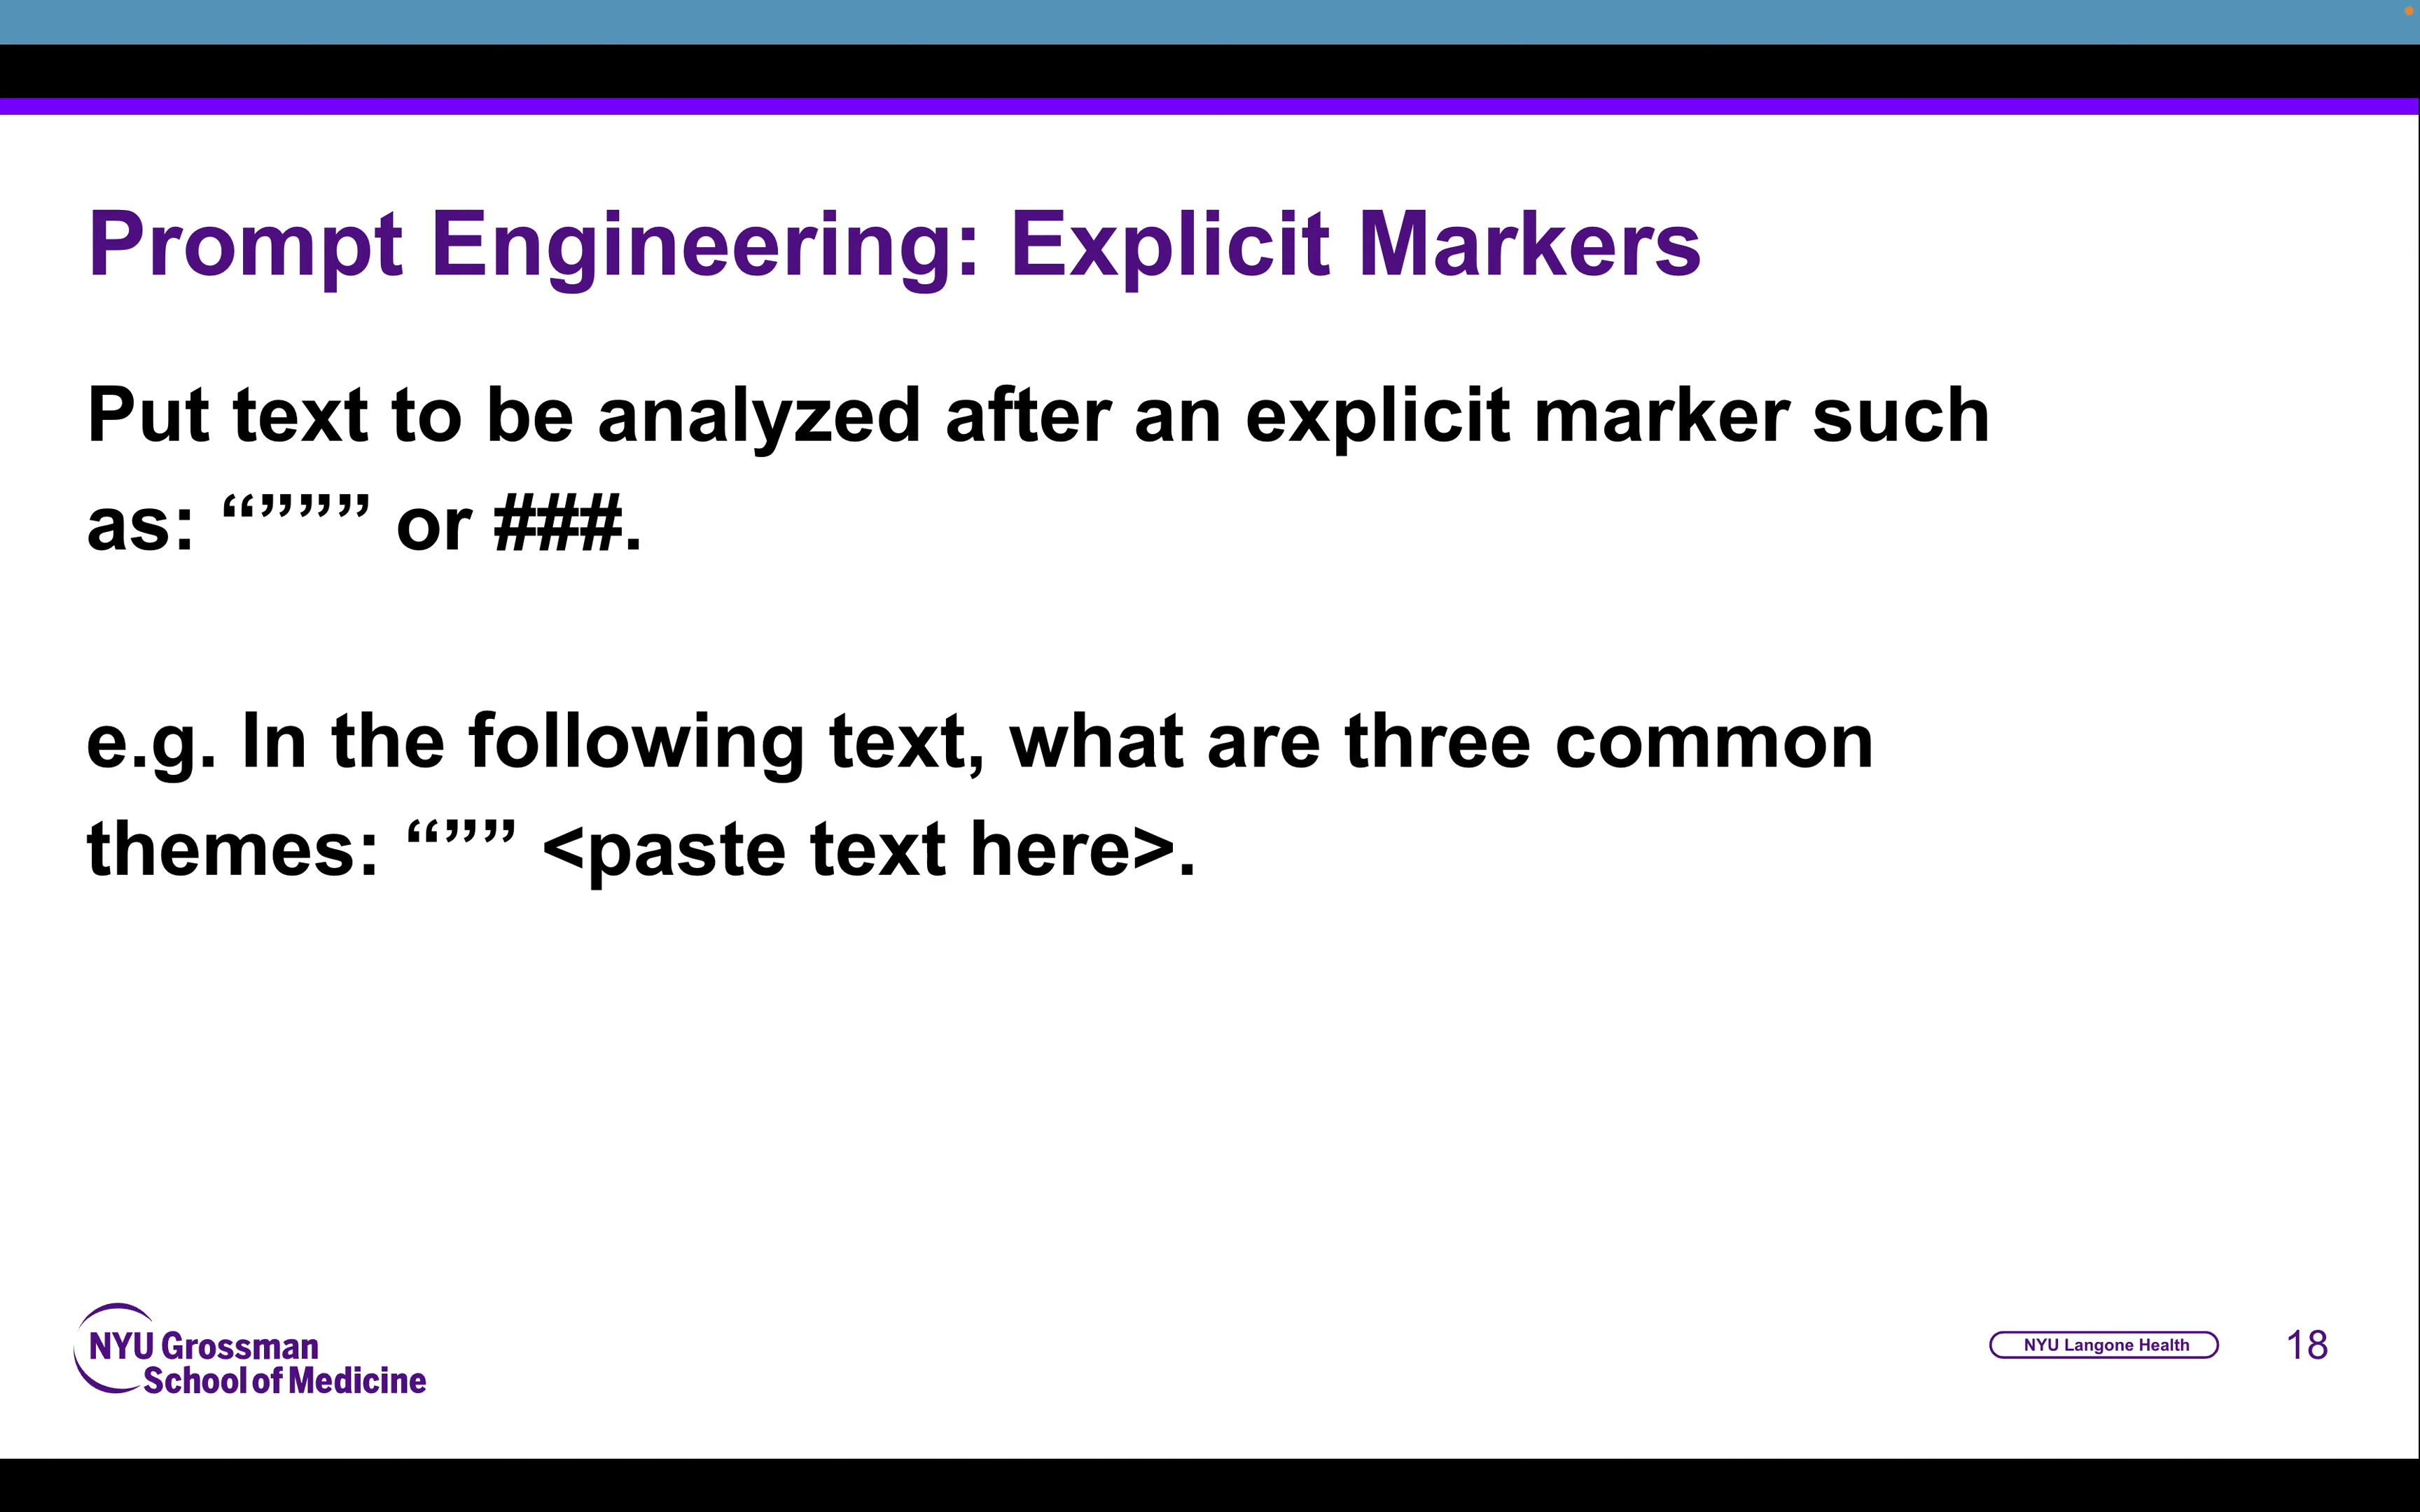 Prompt Engineering: Explicit Markers
Put text to be analyzed after an explicit marker such
as: “””” or ###.
e.g. In the following text, what are three common
themes: “”” <paste text here>.
NYU Grossman
School of Medicine
NYU Langone Health
18